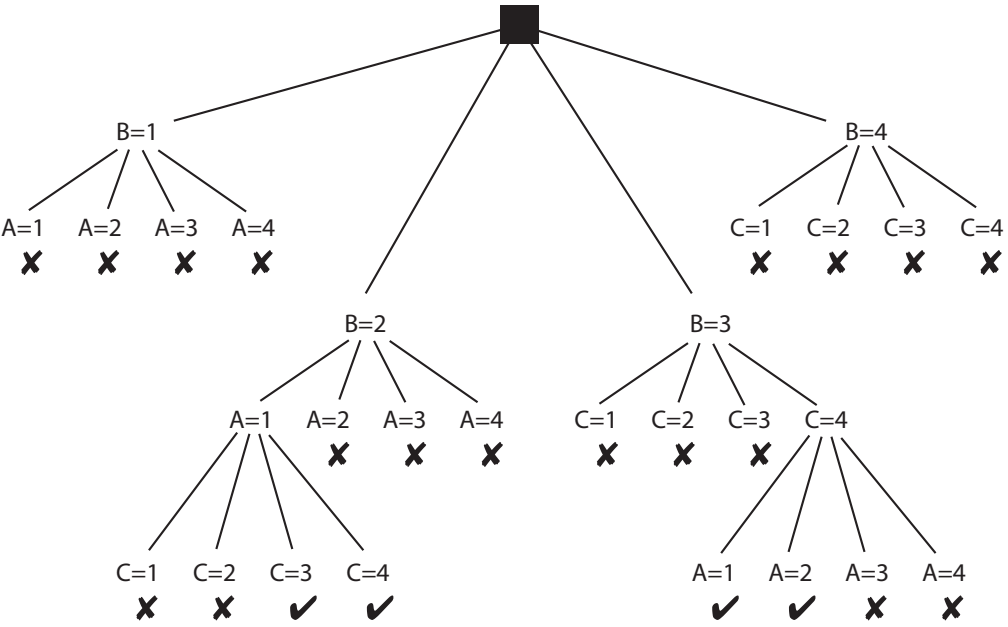 B=1
B=4
A=1 A=2 A=3 A=4
C=1 C=2 C=3 C=4
✘ ✘ ✘ ✘
✘ ✘ ✘ ✘
B=2
B=3
A=1 A=2 A=3 A=4
C=1 C=2 C=3 C=4
✘ ✘ ✘
✘ ✘ ✘
C=1 C=2 C=3 C=4
A=1 A=2 A=3 A=4
✘ ✘ ✔ ✔
✔ ✔ ✘ ✘